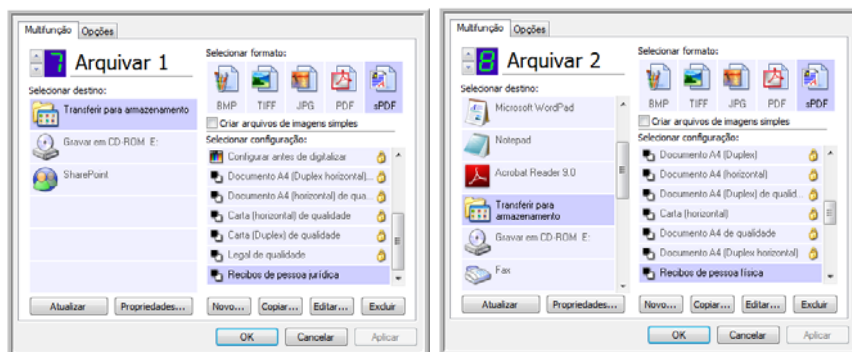 Multifunção Opções
7 Arquivar 1
Selecionar destino:
Transferir para armazenamento
Gravar em CD-ROM E:
SharePoint
Selecionar formato:
BMP TIFF JPG PDF sPDF
Criar arquivos de imagens simples
Selecionar configuração:
Configurar antes de digitalizar
Documento A4 (Duplex horizontal)...
Documento A4 (horizontal) de qua...
Carta (horizontal) de qualidade
Carta (Duplex) de qualidade
Legal de qualidade
Recibos de pessoa jurídica
Atualizar Propriedades... Novo... Copiar... Editar... Excluir
OK Cancelar Aplicar
Multifunção Opções
8 Arquivar 2
Selecionar destino:
Microsoft WordPad
Notepad
Acrobat Reader 9.0
Transferir para
armazenamento
Gravar em CD-ROM E:
Fax
Selecionar formato:
BMP TIFF JPG PDF sPDF
Criar arquivos de imagens simples
Selecionar configuração:
Documento A4 (Duplex)
Documento A4 (horizontal)
Documento A4 (Duplex) de qualid...
Carta (horizontal)
Documento A4 de qualidade
Documento A4 (Duplex horizontal)
Recibos de pessoa física
Atualizar Propriedades... Novo... Copiar... Editar... Excluir
OK Cancelar Aplicar